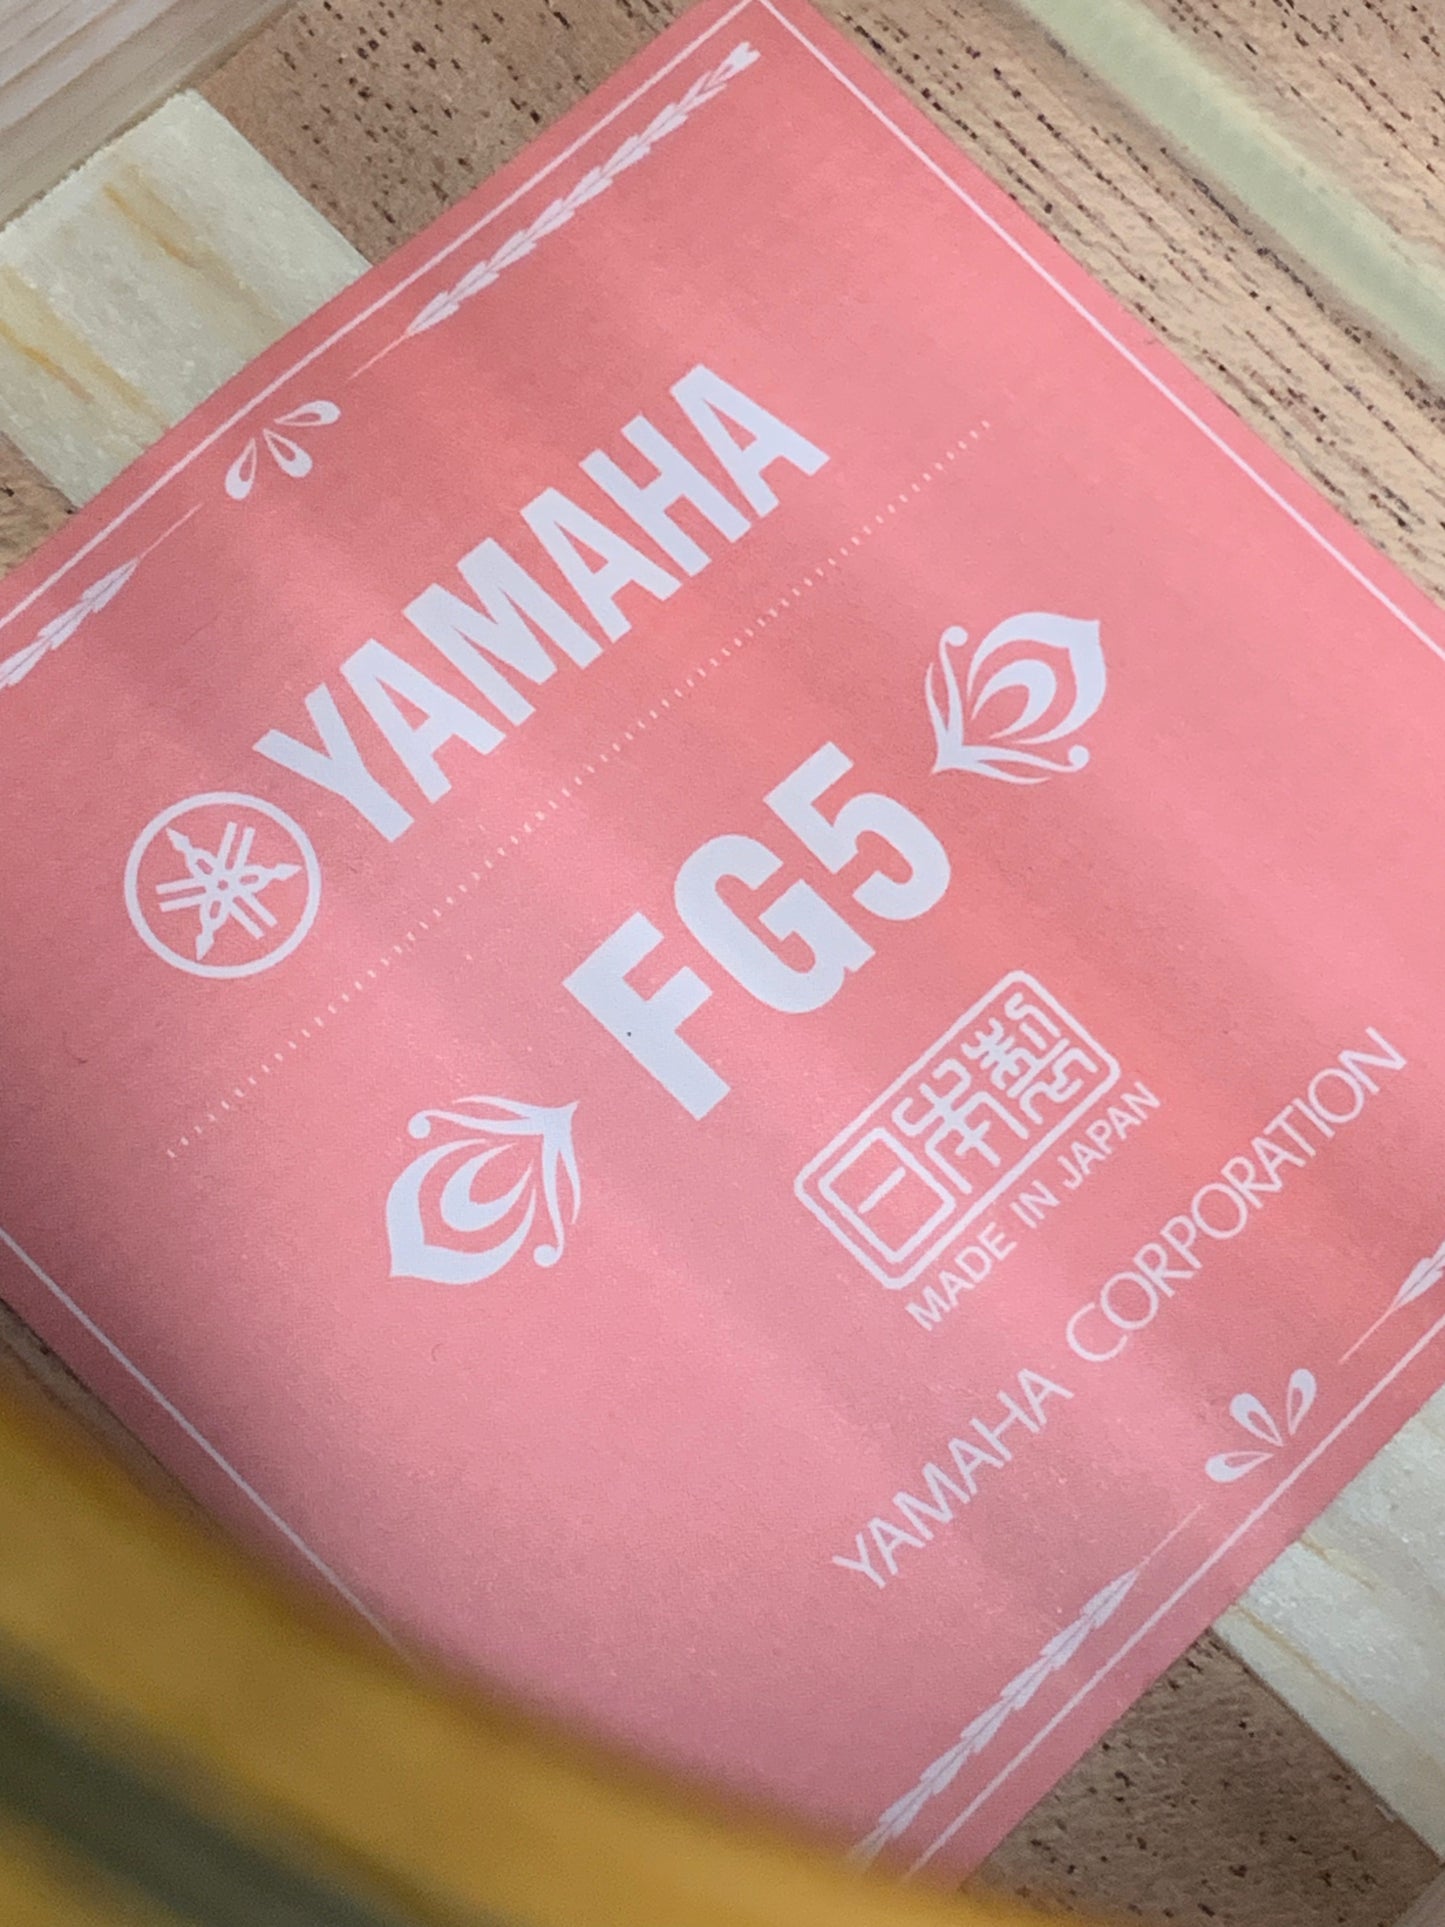 YAMAHA
FG5
日本製
MADE IN JAPAN
YAMAHA CORPORATION